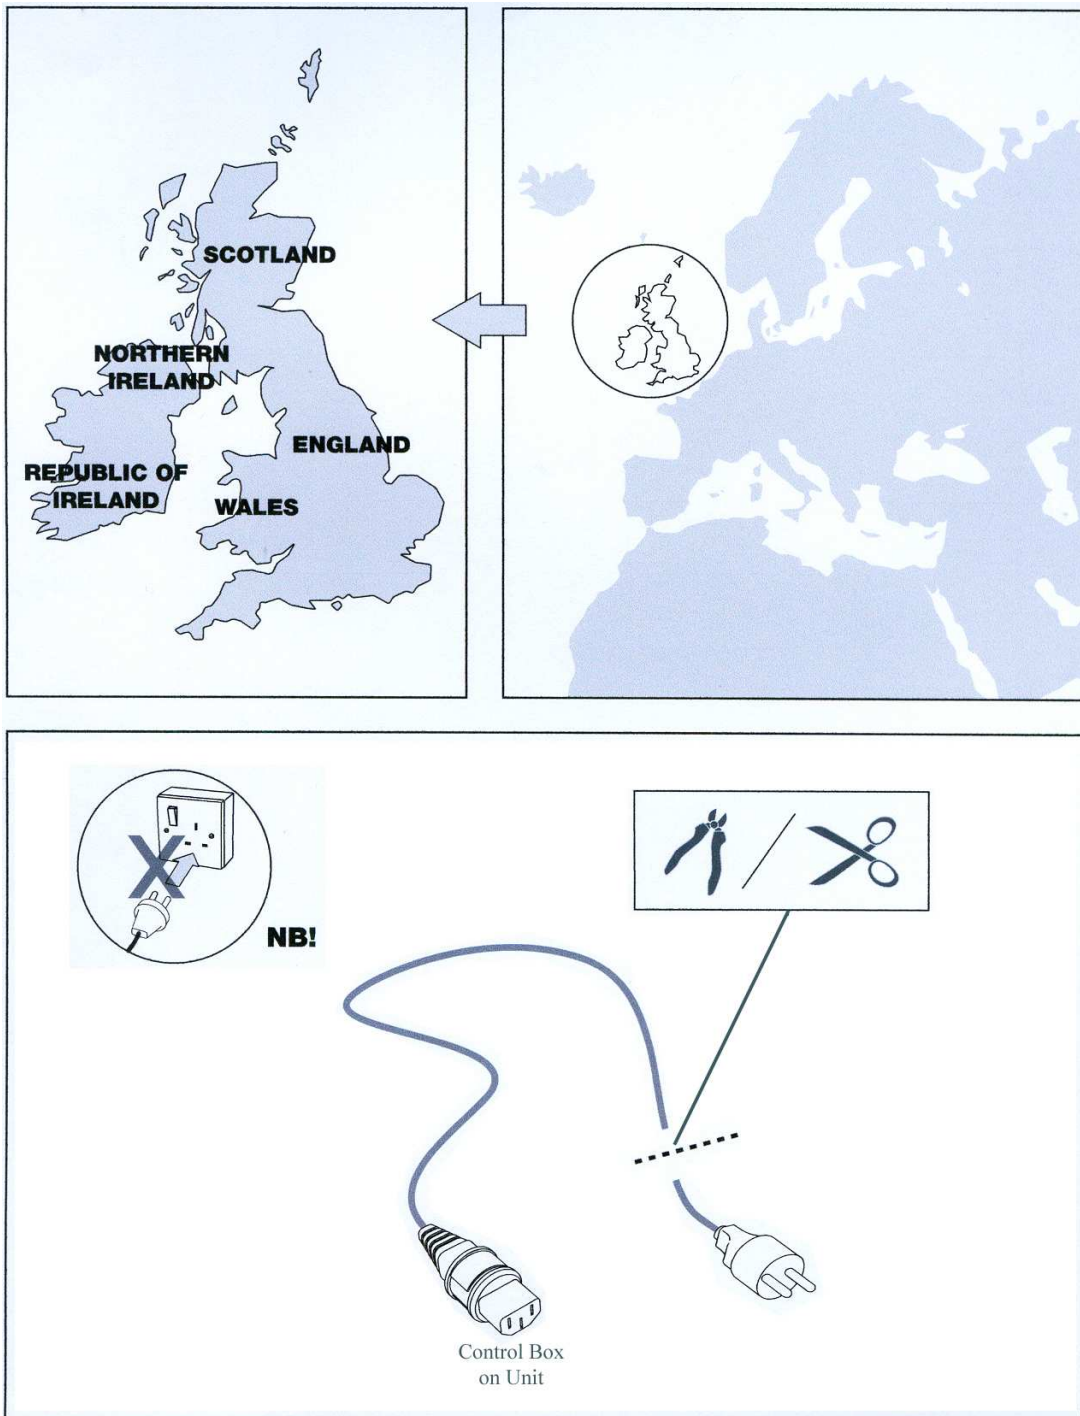 SCOTLAND
NORTHERN
IRELAND
ENGLAND
REPUBLIC OF
IRELAND
WALES
NB!
Control Box
on Unit